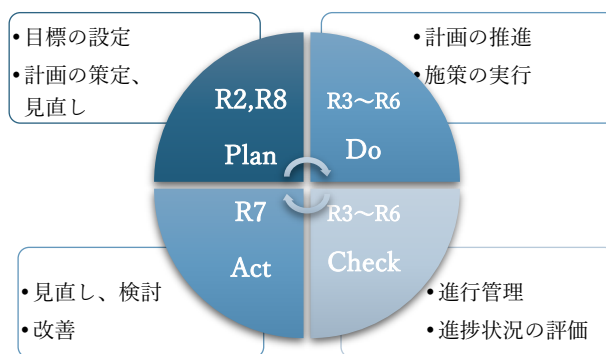 •目標の設定
•計画の策定、
見直し
•計画の推進
•施策の実行
R2,R8
Plan
R3～R6
Do
R7
Act
R3～R6
Check
•見直し、検討
•改善
•進行管理
•進捗状況の評価